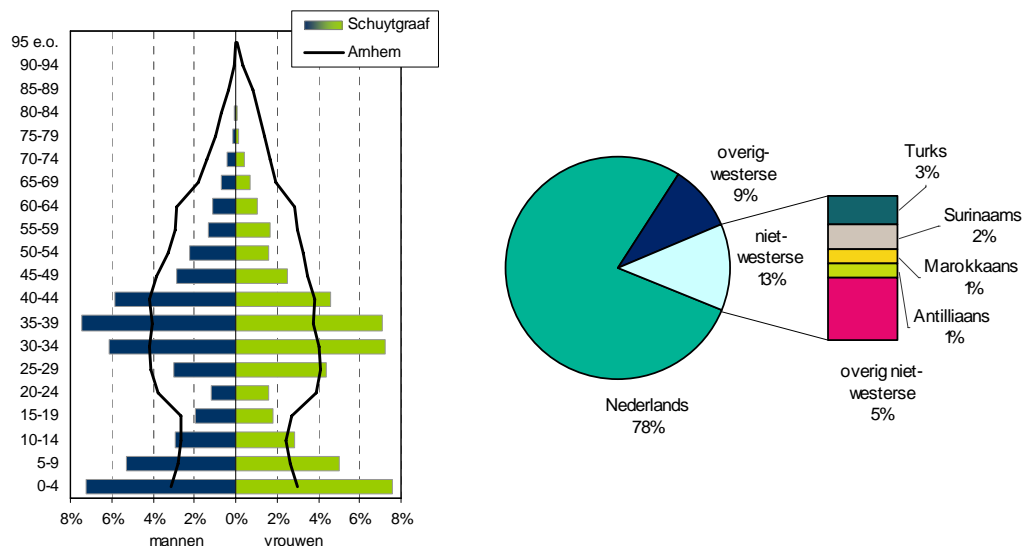 Schuytgraaf
Arnhem
95 e.o.
90-94
85-89
80-84
75-79
70-74
65-69
60-64
55-59
50-54
45-49
40-44
35-39
30-34
25-29
20-24
15-19
10-14
5-9
0-4
8% 6% 4% 2% 0% 2% 4% 6% 8%
mannen vrouwen
overig-
westerse
9%
niet-
westerse
13%
Nederlands
78%
Turks
3%
Surinaams
2%
Marokkaans
1%
Antilliaans
1%
overig niet-
westerse
5%